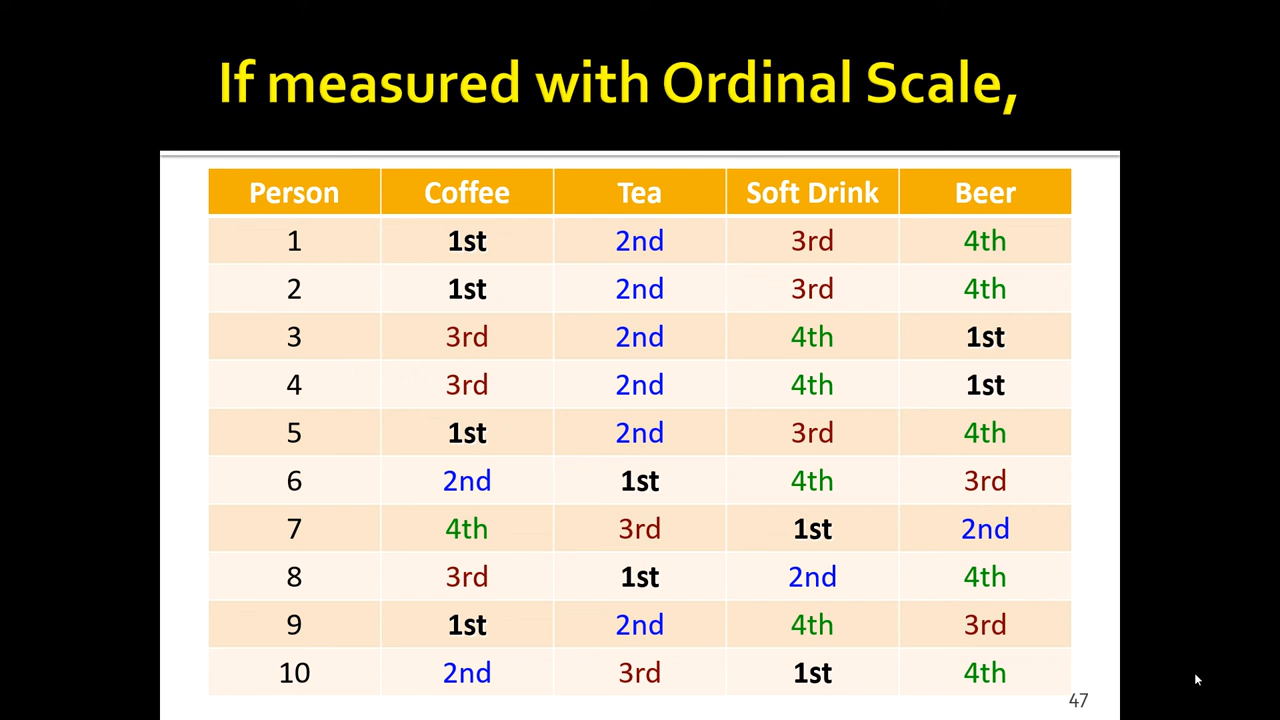 If measured with Ordinal Scale,
Person Coffee Tea Soft Drink Beer
1 1st 2nd 3rd 4th
2 1st 2nd 3rd 4th
3 3rd 2nd 4th 1st
4 3rd 2nd 4th 1st
5 1st 2nd 3rd 4th
6 2nd 1st 4th 3rd
7 4th 3rd 1st 2nd
8 3rd 1st 2nd 4th
9 1st 2nd 4th 3rd
10 2nd 3rd 1st 4th
47